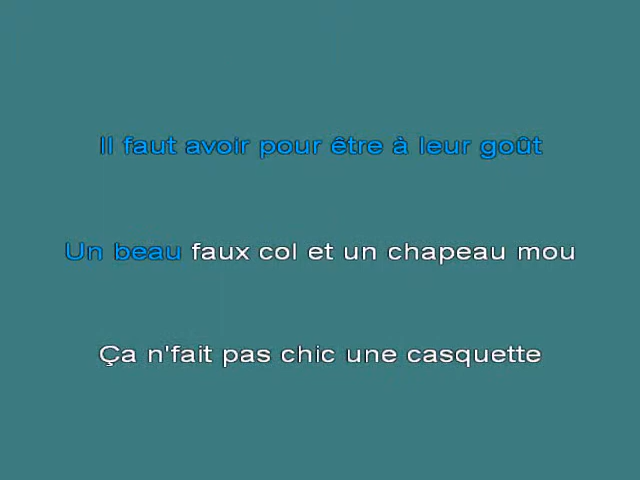 Il faut avoir pour être à leur goût
Un beau faux col et un chapeau mou
Ça n'fait pas chic une casquette